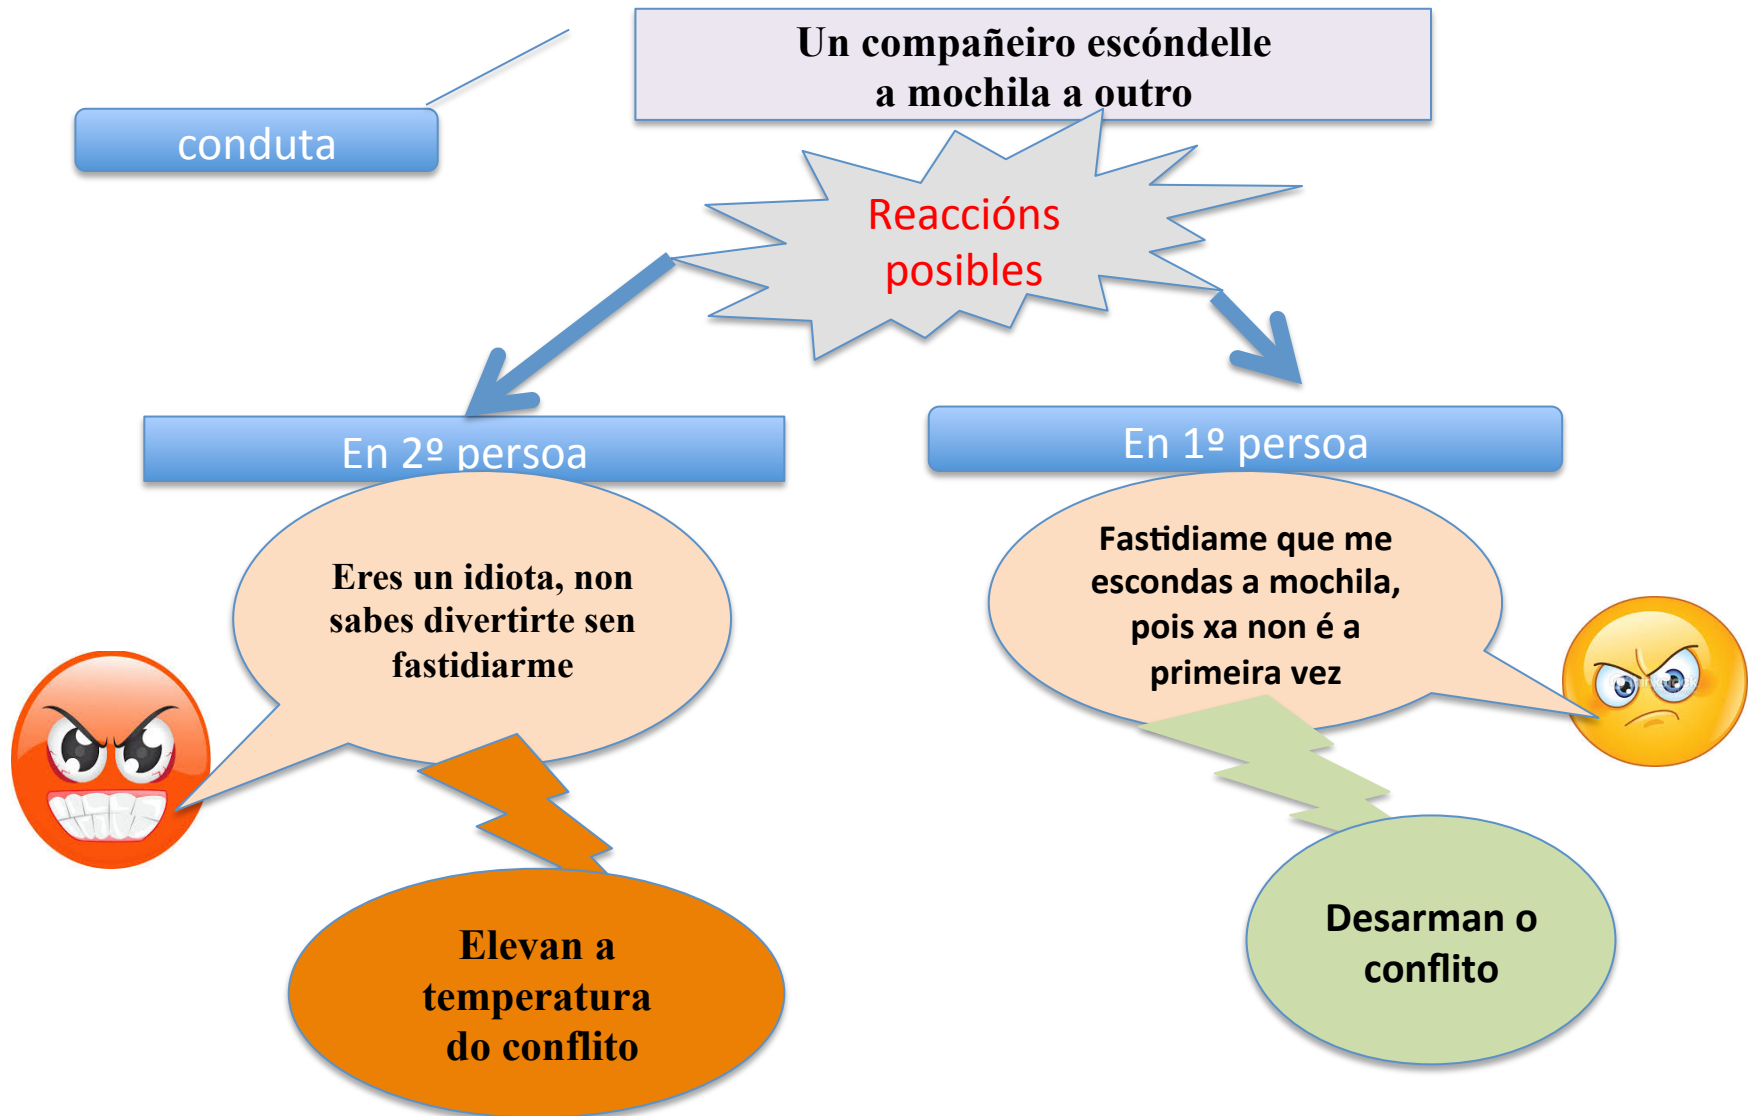 Un compañeiro escóndelle
a mochila a outro
conduta
Reaccións
posibles
En 2º persoa
En 1º persoa
Eres un idiota, non
sabes divertirte sen
fastidiarme
Fastidiame que me
escondas a mochila,
pois xa non é a
primeira vez
Elevan a
temperatura
do conflito
Desarman o
conflito